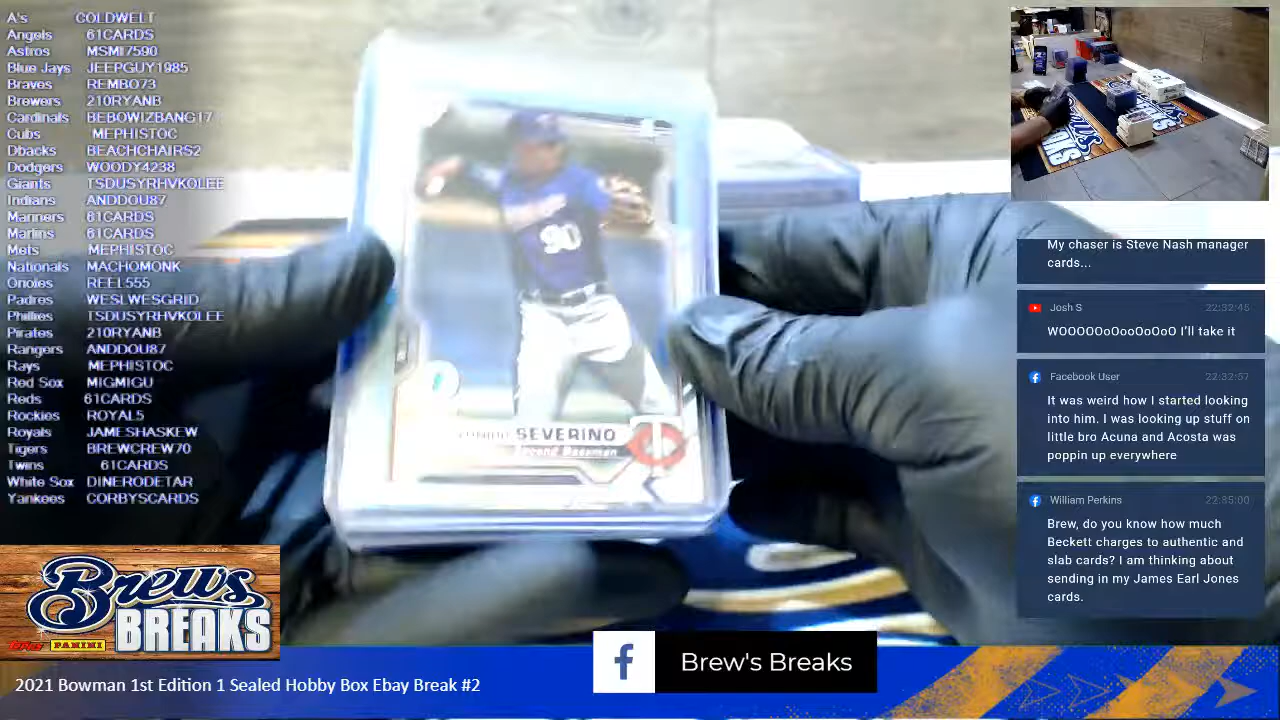 A's COLDWELT
Angels 61CARDS
Astros MSMI17590
Blue Jays JEEPGUY1985
Braves REMBO73
Brewers 210RYANB
Cardinals BEBOWIZBANG17
Cubs MEPHISTOC
Dbacks BEACHCHAIRS2
Dodgers WOODY4238
Giants TSDUSYRHVKOLEE
Indians ANDDOU87
Mariners 61CARDS
Marlins 61CARDS
Mets MEPHISTOC
Nationals MACHOMONK
Orioles REEL555
Padres WESLWESGRID
Phillies TSDUSYRHVKOLEE
Pirates 210RYANB
Rangers ANDDOU87
Rays MEPHISTOC
Red Sox MIGMIGU
Reds 61CARDS
Rockies ROYAL5
Royals JAMESHASKEW
Tigers BREWCREW70
Twins 61CARDS
White Sox DINERODETAR
Yankees CORBYSCARDS
90
SEVERINO
Second Baseman
My chaser is Steve Nash manager
cards...
Josh S 22:32:45
WOOOOOoOooOoOoO I'll take it
Facebook User 22:32:57
It was weird how I started looking
into him. I was looking up stuff on
little bro Acuna and Acosta was
poppin up everywhere
William Perkins 22:35:00
Brew, do you know how much
Beckett charges to authentic and
slab cards? I am thinking about
sending in my James Earl Jones
cards.
Brews
BREAKS
Topps PANINI
f Brew's Breaks
2021 Bowman 1st Edition 1 Sealed Hobby Box Ebay Break #2